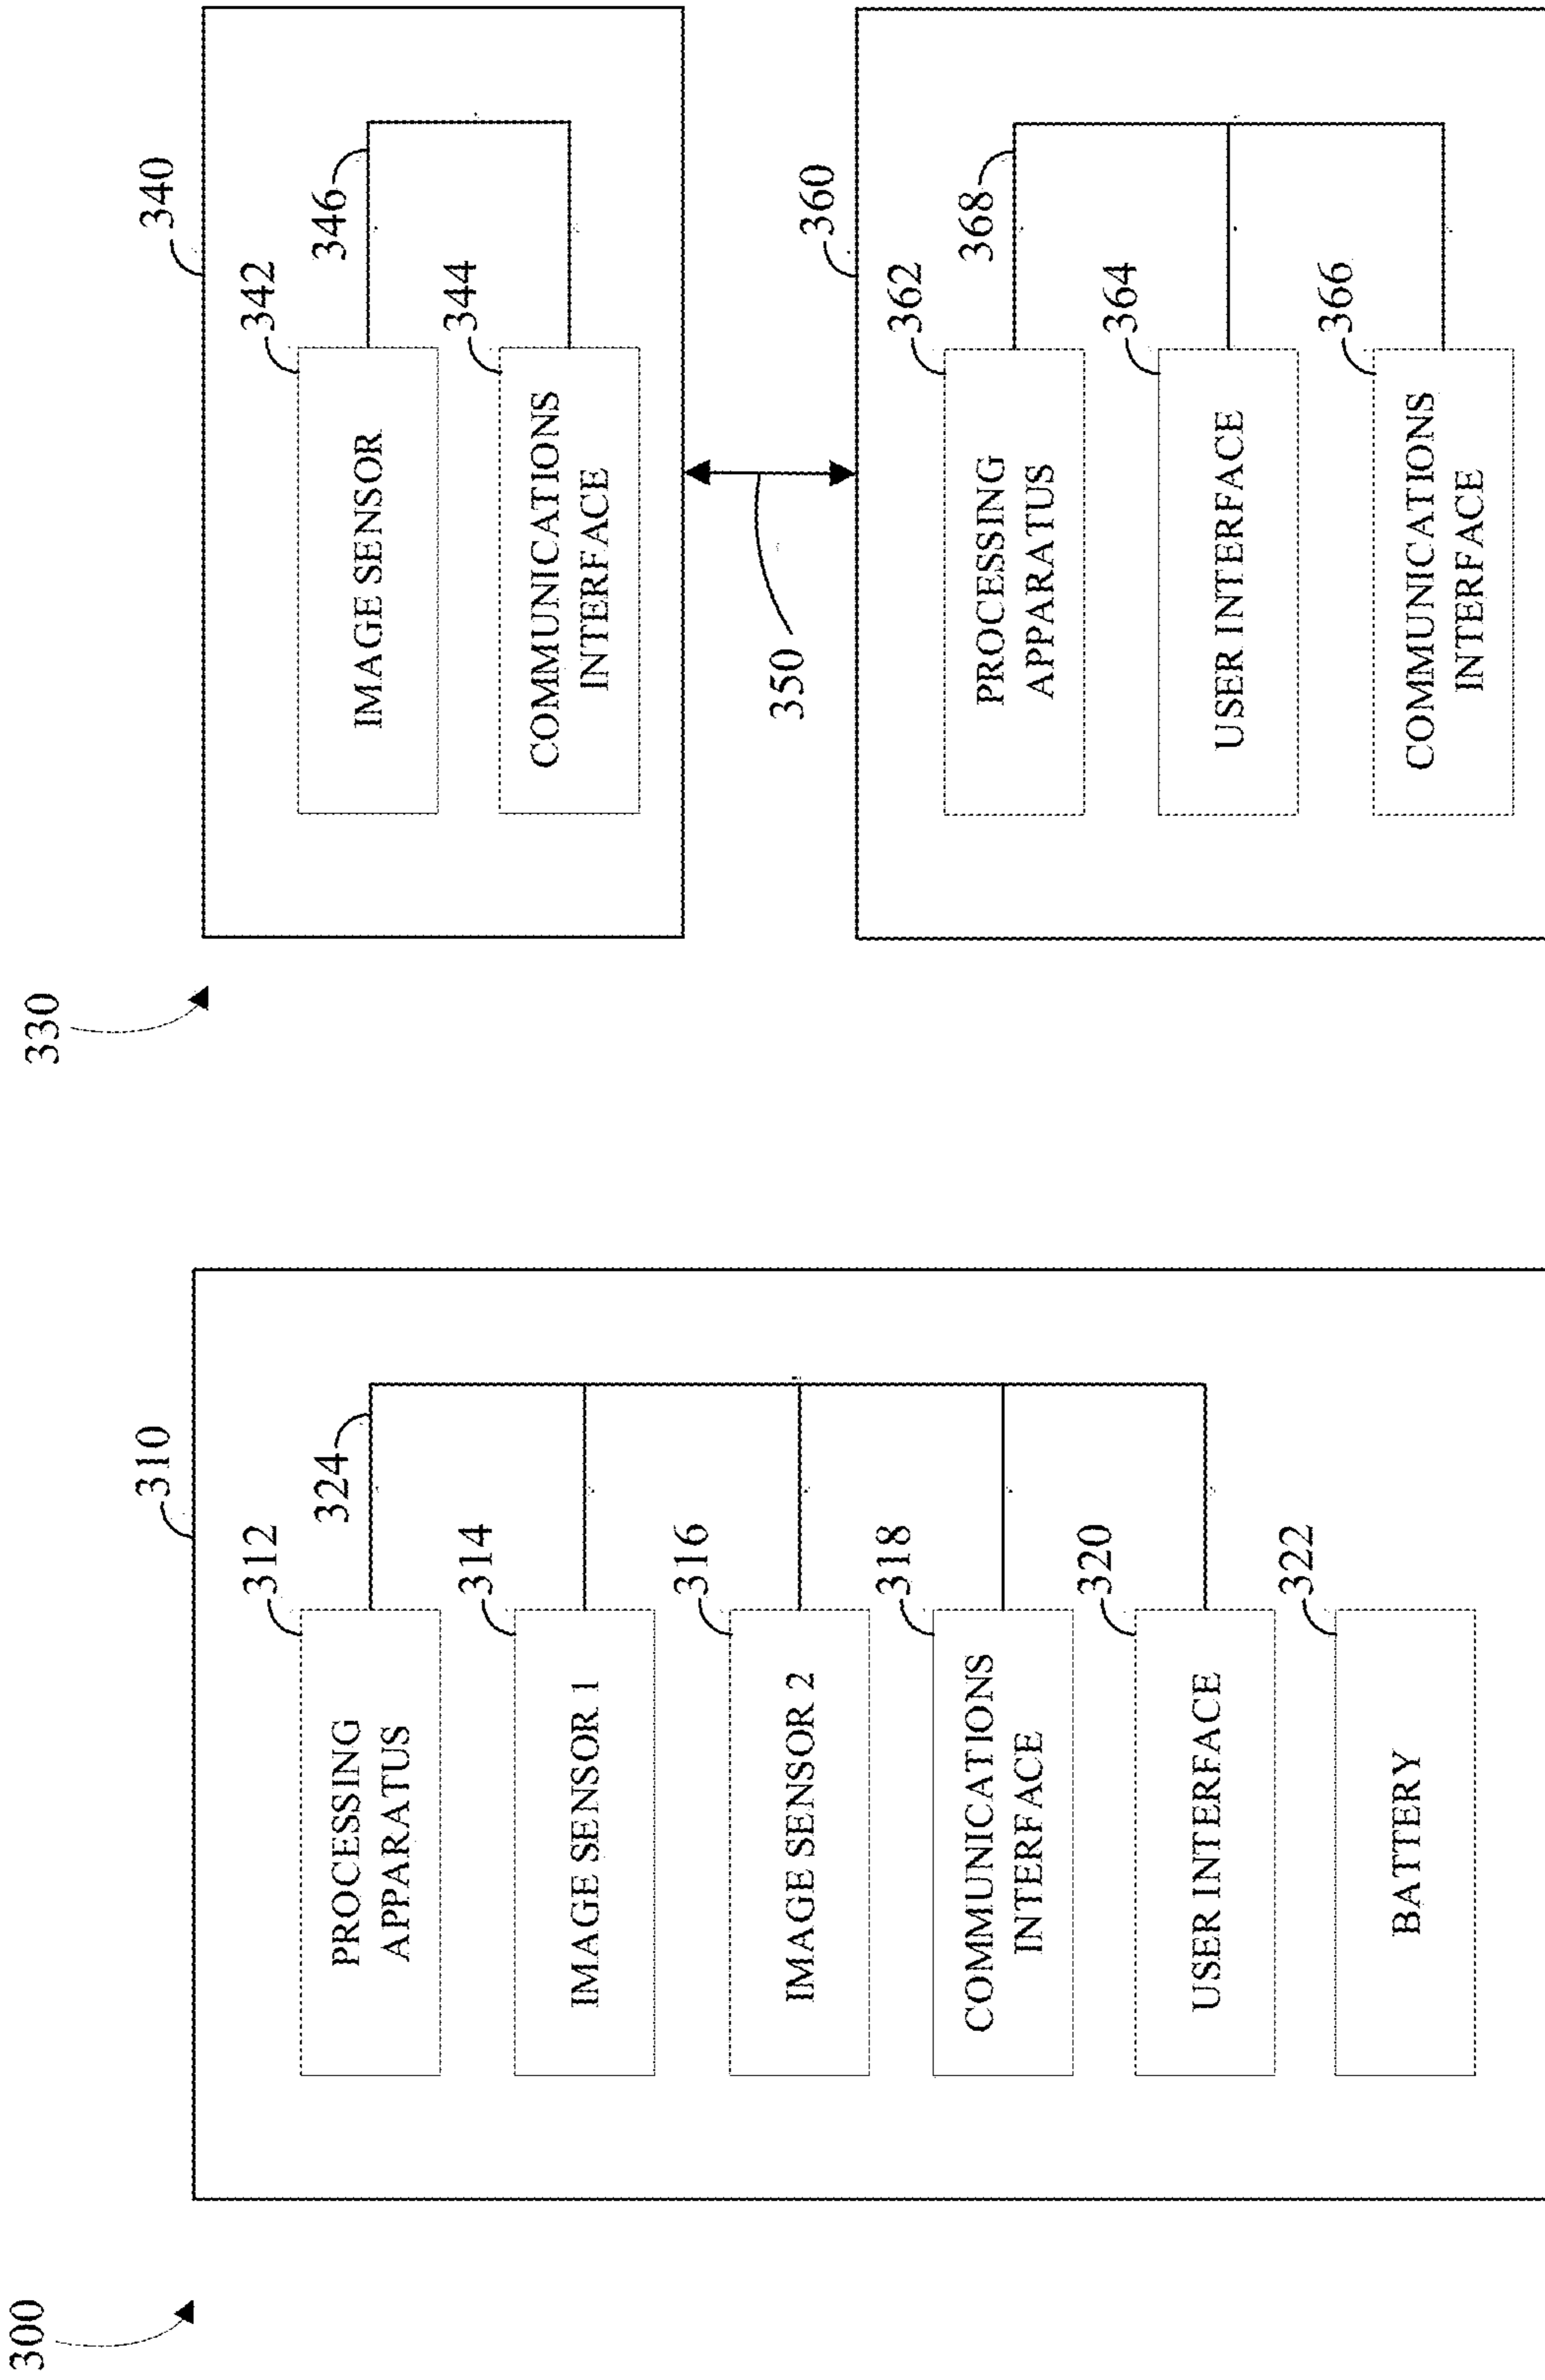 300
310
312
PROCESSING
APPARATUS
324
314
IMAGE SENSOR 1
316
IMAGE SENSOR 2
318
COMMUNICATIONS
INTERFACE
320
USER INTERFACE
322
BATTERY
330
340
342
IMAGE SENSOR
346
344
COMMUNICATIONS
INTERFACE
350
360
362
PROCESSING
APPARATUS
368
364
USER INTERFACE
366
COMMUNICATIONS
INTERFACE